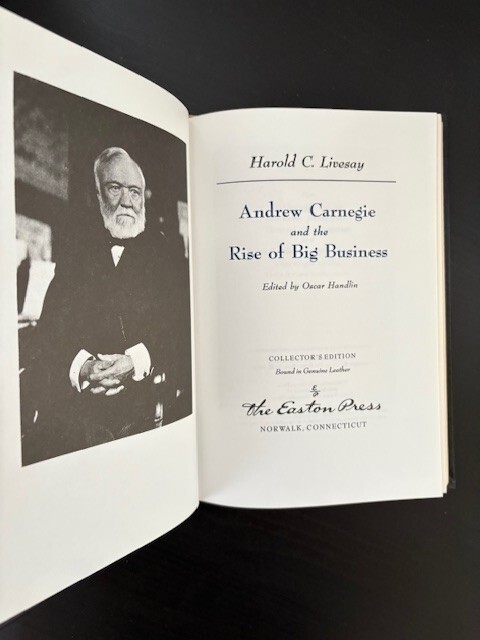 Harold C. Livesay
Andrew Carnegie
and the
Rise of Big Business
Edited by Oscar Handlin
COLLECTOR'S EDITION
Bound in Genuine Leather
E
P
The Easton Press
NORWALK, CONNECTICUT